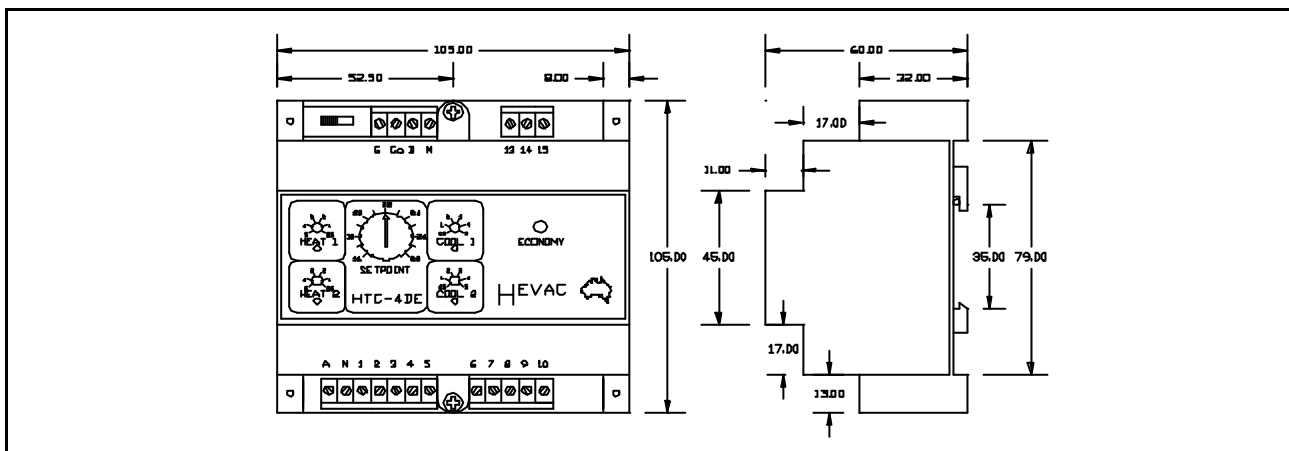 105.00
60.00
52.50
8.00
32.00
17.00
G Go B N
13 14 15
11.00
HEAT 1
COOL 1
ECONOMY
105.00
45.00
35.00
79.00
SETPOINT
HEAT 2
HTC-4DE
COOL 2
HEVAC
17.00
A N 1 2 3 4 5
6 7 8 9 10
13.00